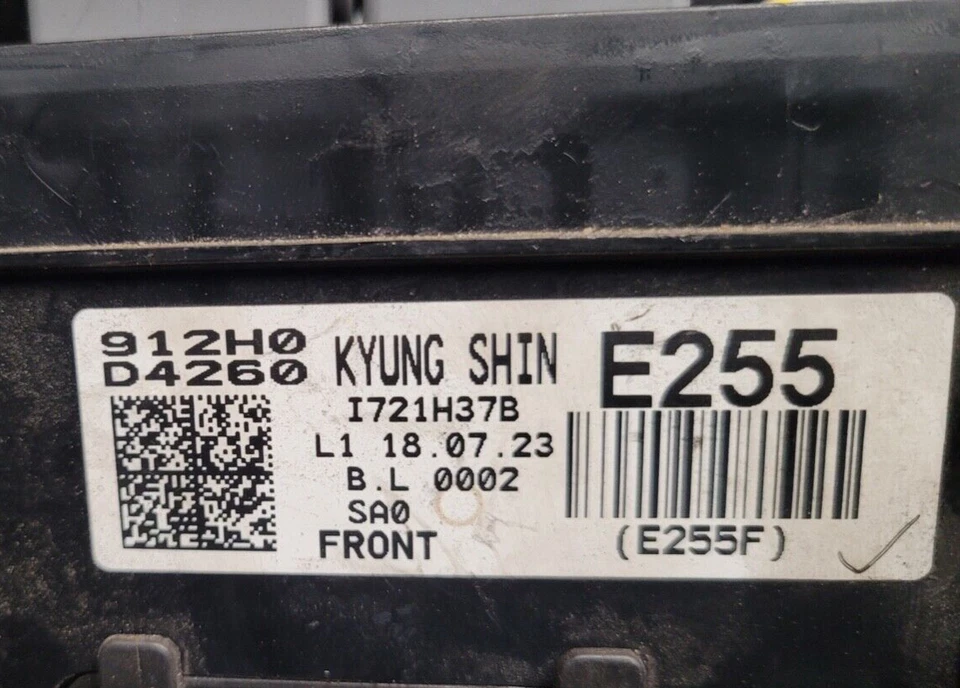 912H0
D4260
KYUNG SHIN
I721H37B
L1 18.07.23
B.L 0002
SA0
FRONT
E255
(E255F)